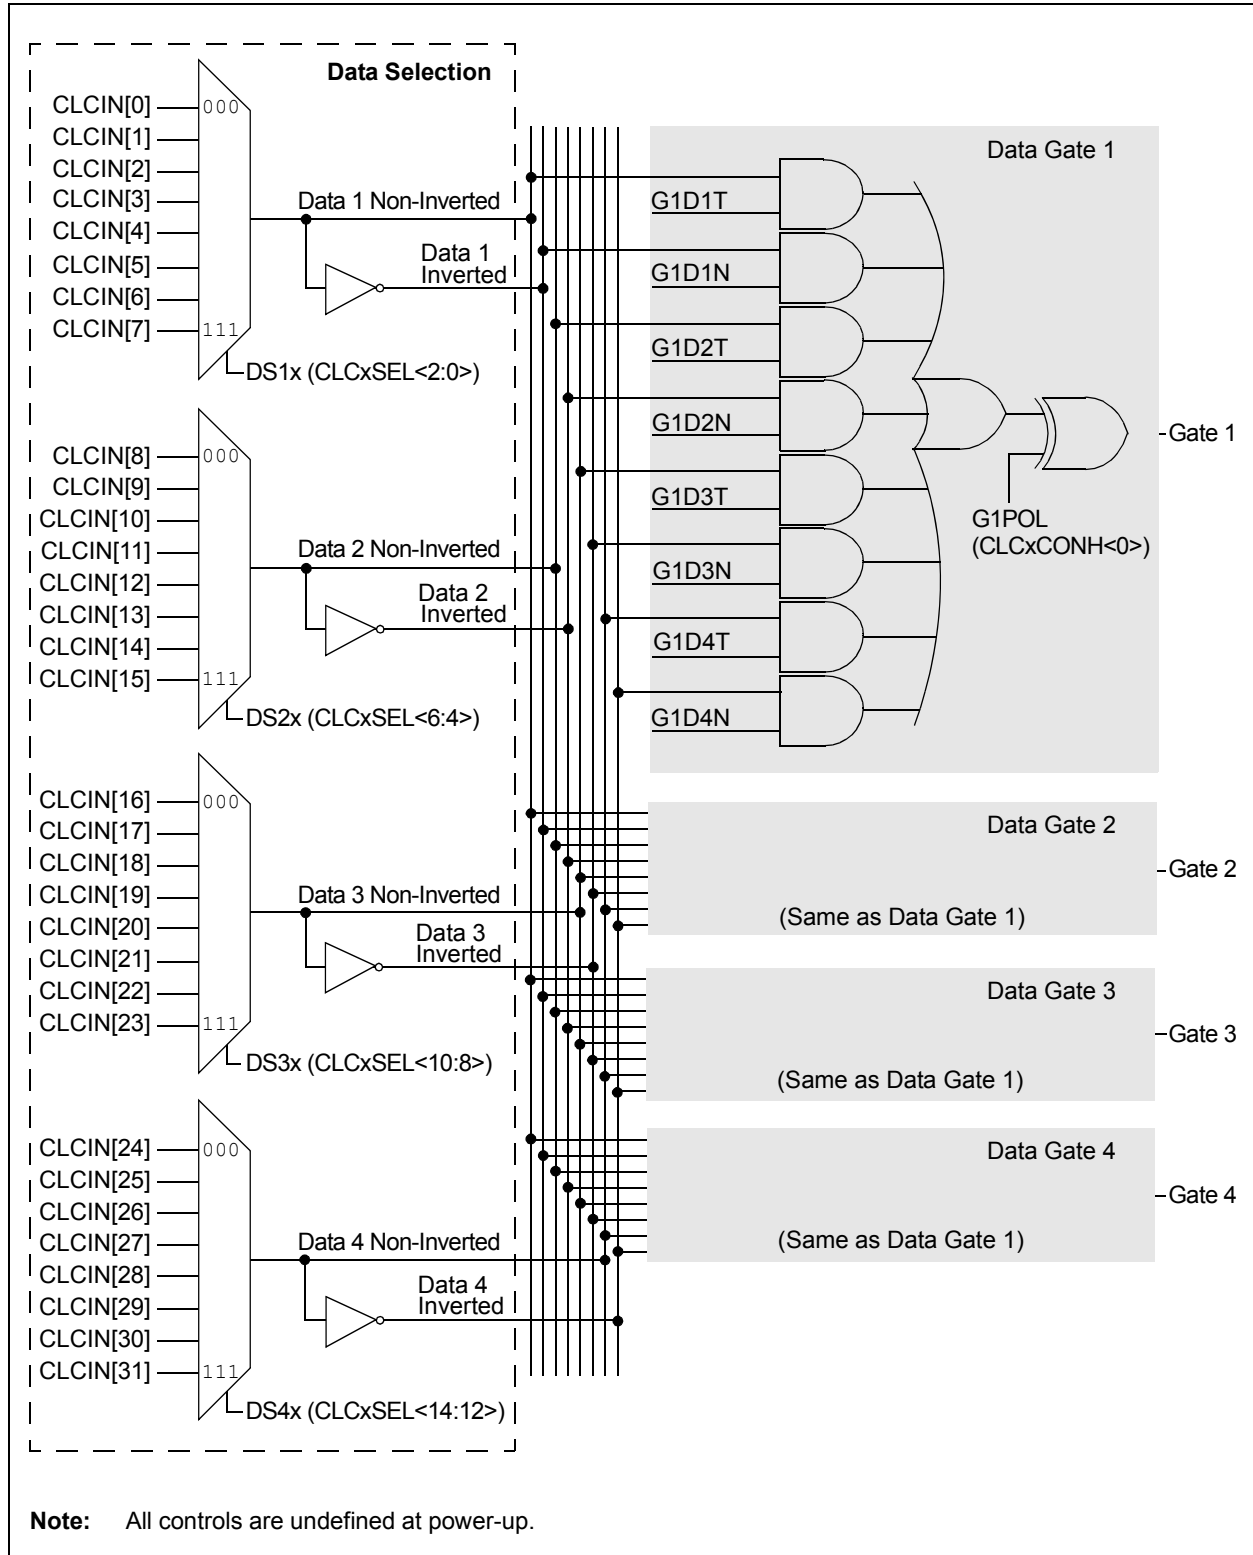 Data Selection
CLCIN[0]
000
CLCIN[1]
CLCIN[2]
CLCIN[3]
CLCIN[4]
CLCIN[5]
CLCIN[6]
CLCIN[7]
111
Data 1 Non-Inverted
Data 1
Inverted
DS1x (CLCxSEL<2:0>)
CLCIN[8]
000
CLCIN[9]
CLCIN[10]
CLCIN[11]
CLCIN[12]
CLCIN[13]
CLCIN[14]
CLCIN[15]
111
Data 2 Non-Inverted
Data 2
Inverted
DS2x (CLCxSEL<6:4>)
CLCIN[16]
000
CLCIN[17]
CLCIN[18]
CLCIN[19]
CLCIN[20]
CLCIN[21]
CLCIN[22]
CLCIN[23]
111
Data 3 Non-Inverted
Data 3
Inverted
DS3x (CLCxSEL<10:8>)
CLCIN[24]
000
CLCIN[25]
CLCIN[26]
CLCIN[27]
CLCIN[28]
CLCIN[29]
CLCIN[30]
CLCIN[31]
111
Data 4 Non-Inverted
Data 4
Inverted
DS4x (CLCxSEL<14:12>)
Data Gate 1
G1D1T
G1D1N
G1D2T
G1D2N
G1D3T
G1D3N
G1D4T
G1D4N
G1POL
(CLCxCONH<0>)
Gate 1
Data Gate 2
(Same as Data Gate 1)
Gate 2
Data Gate 3
(Same as Data Gate 1)
Gate 3
Data Gate 4
(Same as Data Gate 1)
Gate 4
Note: All controls are undefined at power-up.